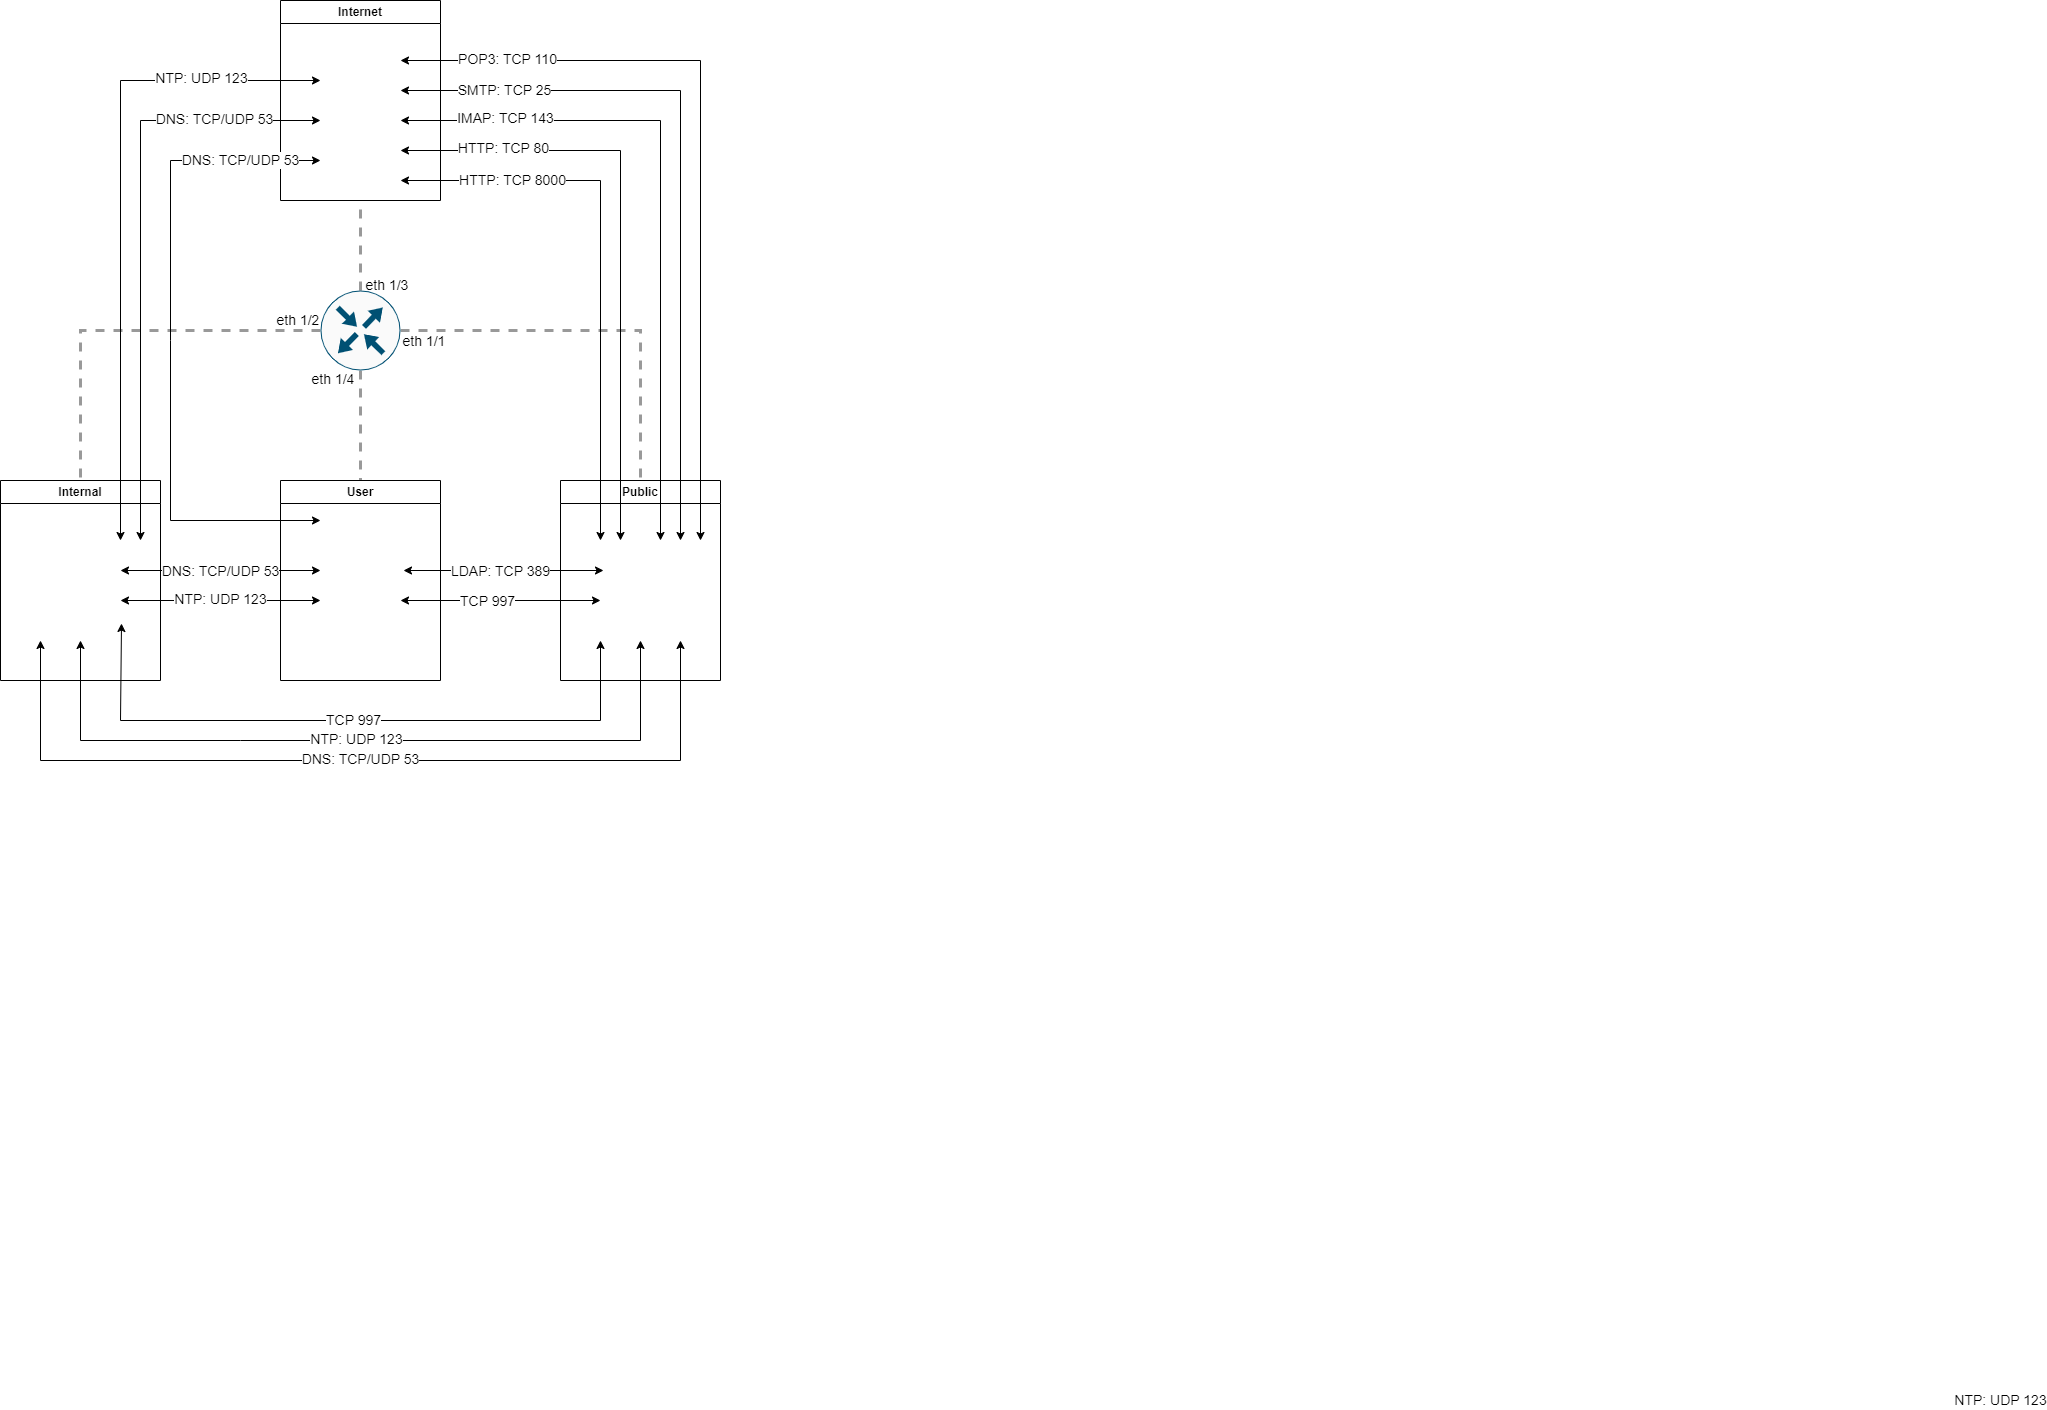 Internet
POP3: TCP 110
NTP: UDP 123
SMTP: TCP 25
DNS: TCP/UDP 53
IMAP: TCP 143
HTTP: TCP 80
DNS: TCP/UDP 53
HTTP: TCP 8000
eth 1/3
eth 1/2
eth 1/1
eth 1/4
Internal
User
Public
DNS: TCP/UDP 53
LDAP: TCP 389
NTP: UDP 123
TCP 997
TCP 997
NTP: UDP 123
DNS: TCP/UDP 53
NTP: UDP 123